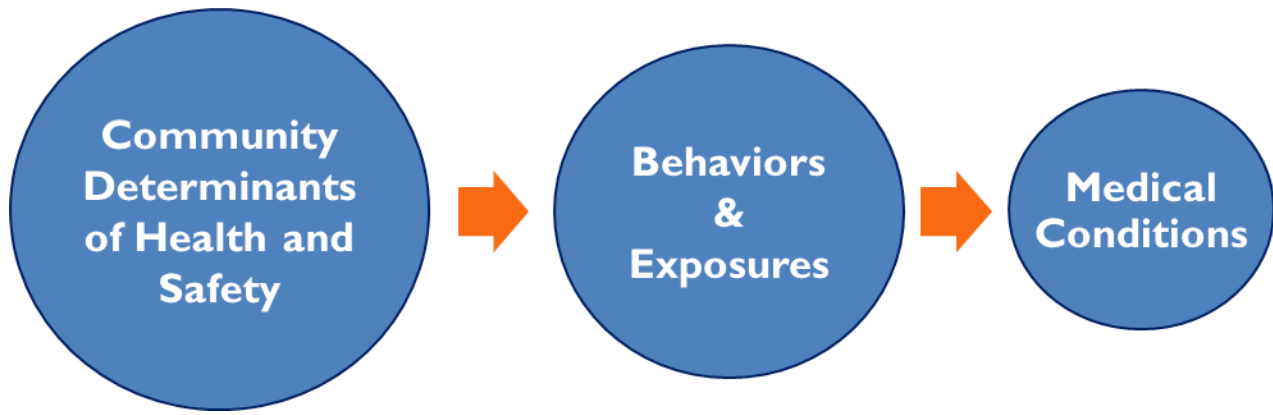 Community
Determinants
of Health and
Safety
Behaviors
&
Exposures
Medical
Conditions